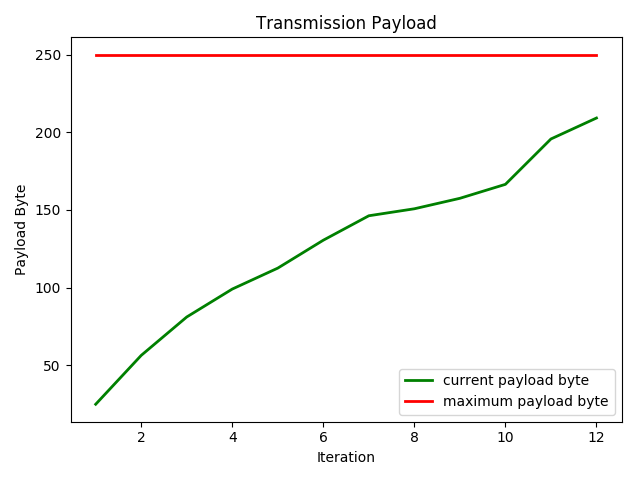 Transmission Payload
250
200
150
100
50
Payload Byte
current payload byte
maximum payload byte
2
4
6
8
10
12
Iteration